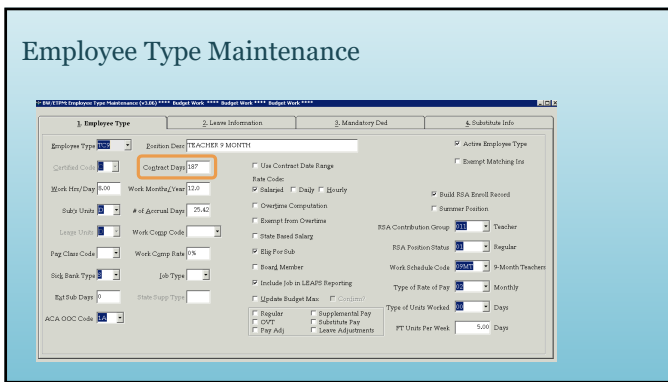 Employee Type Maintenance
BW/ETPM: Employee Type Maintenance (v3.06) **** Budget Work **** Budget Work **** Budget Work ****
1. Employee Type 2. Leave Information 3. Mandatory Ded 4. Substitute Info
Employee Type TC9 Position Desc TEACHER 9 MONTH Active Employee Type
Certified Code C Contract Days 187 Use Contract Date Range Exempt Matching Ins
Rate Code:
Work Hrs/Day 8.00 Work Months/Year 12.0 Salaried Daily Hourly Build RSA Enroll Record
Sub's Units D # of Accrual Days 25.42 Overtime Computation Summer Position
Exempt from Overtime
Leave Units D Work Comp Code State Based Salary RSA Contribution Group 011 Teacher
Pay Class Code Work Comp Rate 0% Elig For Sub RSA Position Status 01 Regular
Sick Bank Type S Job Type Board Member Work Schedule Code 09MT 9-Month Teachers
Ext Sub Days 0 State Supp Type Include Job in LEAPS Reporting Type of Rate of Pay 02 Monthly
Update Budget Max Confirm?
ACA OOC Code 1A Regular Supplemental Pay Type of Units Worked 00 Days
OVT Substitute Pay
Pay Adj Leave Adjustments FT Units Per Week 5.00 Days